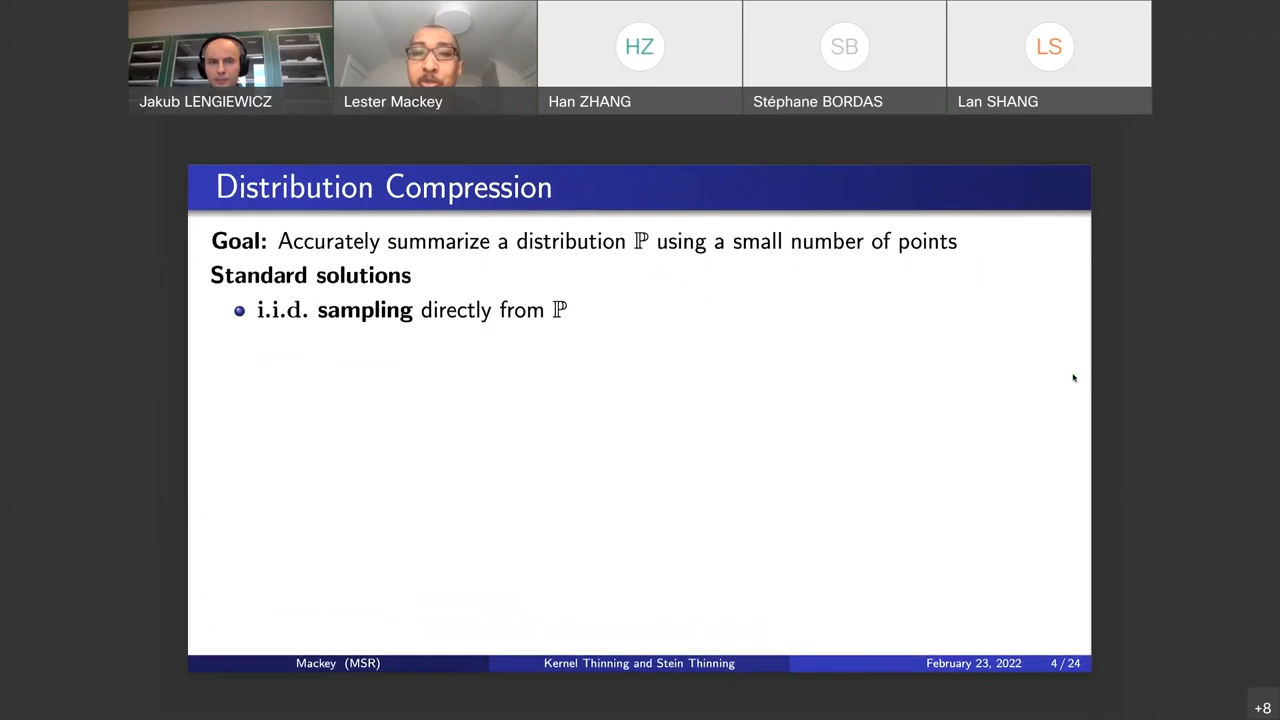 HZ
SB
LS
Jakub LENGIEWICZ
Lester Mackey
Han ZHANG
Stéphane BORDAS
Lan SHANG
Distribution Compression
Goal: Accurately summarize a distribution ℙ using a small number of points
Standard solutions
i.i.d. sampling directly from ℙ
Mackey (MSR)
Kernel Thinning and Stein Thinning
February 23, 2022
4 / 24
+8